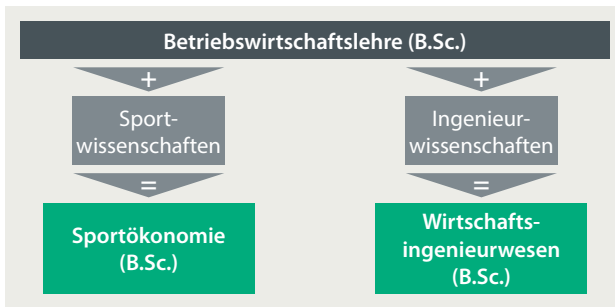 Betriebswirtschaftslehre (B.Sc.)
+
+
Sport-
wissenschaften
Ingenieur-
wissenschaften
=
=
Sportökonomie
(B.Sc.)
Wirtschafts-
ingenieurwesen
(B.Sc.)